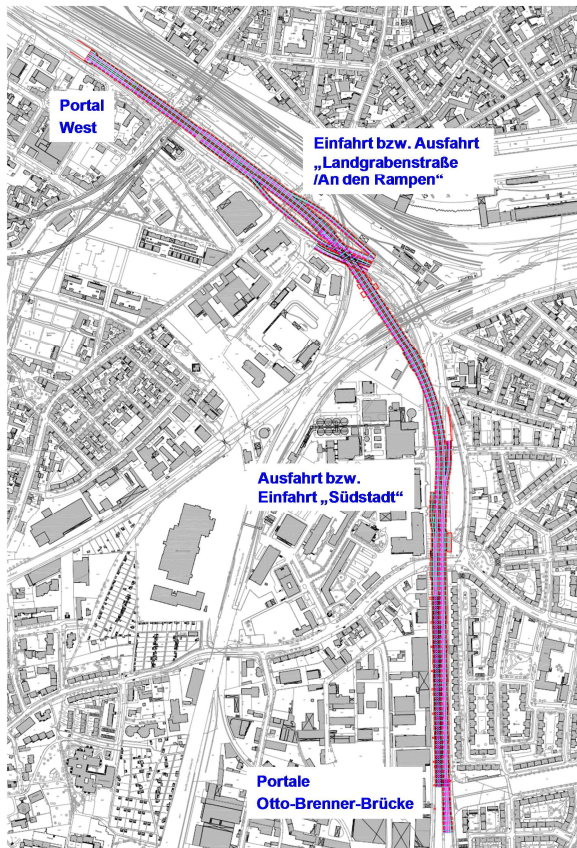 Portal
West
Einfahrt bzw. Ausfahrt
„Landgrabenstraße
/An den Rampen“
Ausfahrt bzw.
Einfahrt „Südstadt“
Portale
Otto-Brenner-Brücke